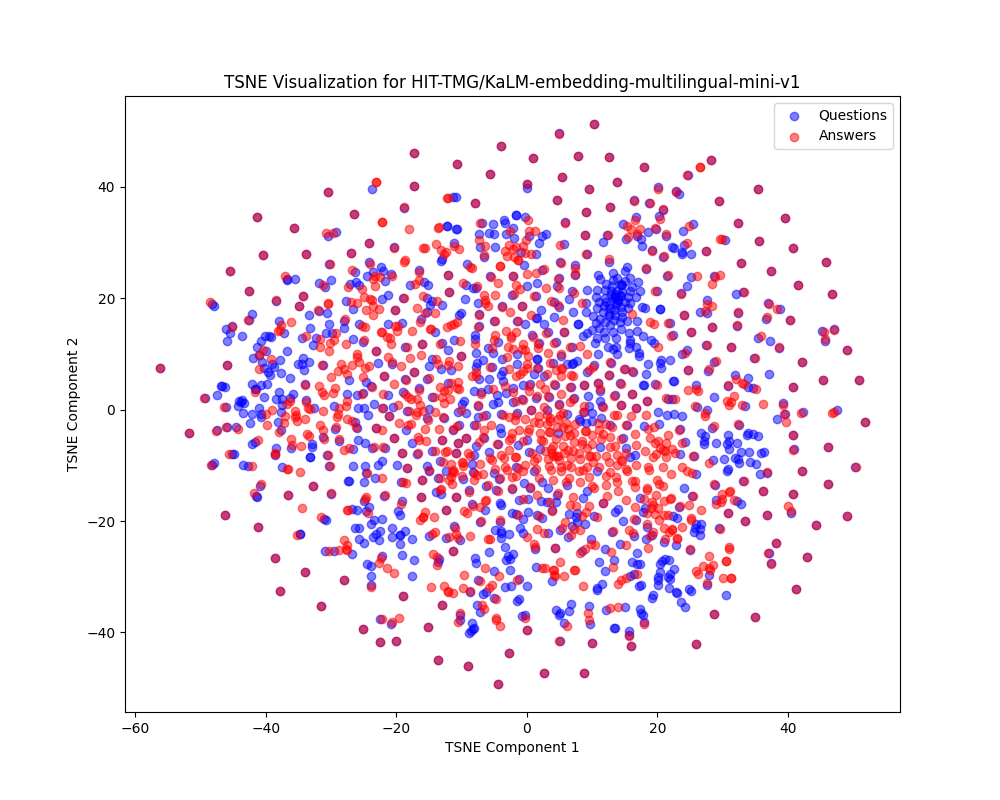 TSNE Visualization for HIT-TMG/KaLM-embedding-multilingual-mini-v1
Questions
Answers
40
20
0
−20
−40
TSNE Component 2
−60
−40
−20
0
20
40
TSNE Component 1